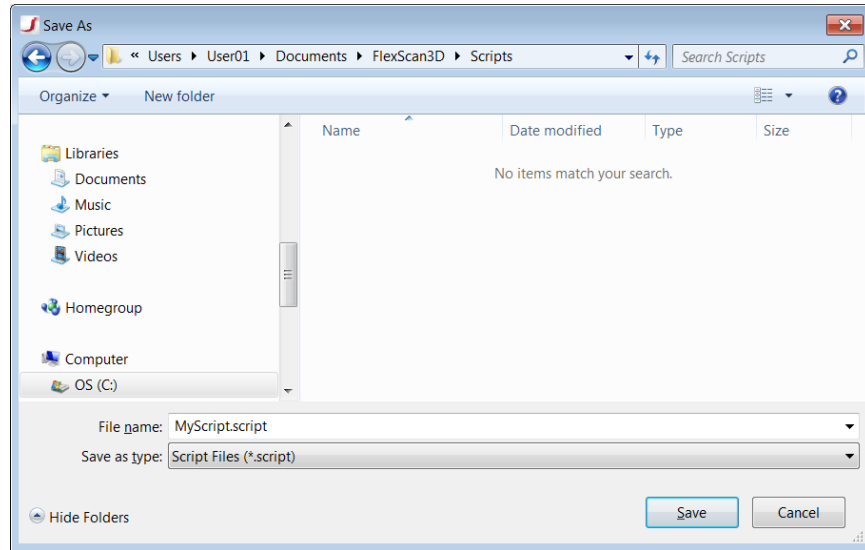 Save As
« Users ▸ User01 ▸ Documents ▸ FlexScan3D ▸ Scripts
Search Scripts
Organize
New folder
Name
Date modified
Type
Size
No items match your search.
Libraries
Documents
Music
Pictures
Videos
Homegroup
Computer
OS (C:)
File name: MyScript.script
Save as type: Script Files (*.script)
Hide Folders
Save
Cancel